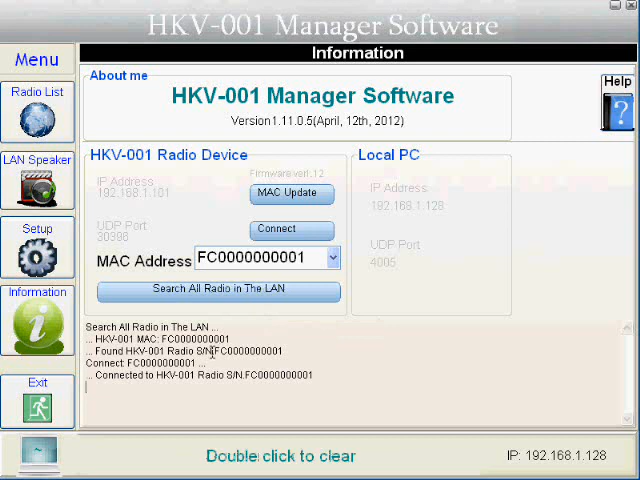 HKV-001 Manager Software
Menu
Information
Radio List
LAN Speaker
Setup
Information
Exit
About me
HKV-001 Manager Software
Version1.11.0.5(April, 12th, 2012)
Help
HKV-001 Radio Device
IP Address
192.168.1.101
Firmware:ver1.12
MAC Update
UDP Port
30398
Connect
MAC Address
FC0000000001
Search All Radio in The LAN
Local PC
IP Address
192.168.1.128
UDP Port
4005
Search All Radio in The LAN ...
... HKV-001 MAC: FC0000000001
... Found HKV-001 Radio S/N.FC0000000001
Connect: FC0000000001 ...
... Connected to HKV-001 Radio S/N.FC0000000001
Double click to clear
IP: 192.168.1.128